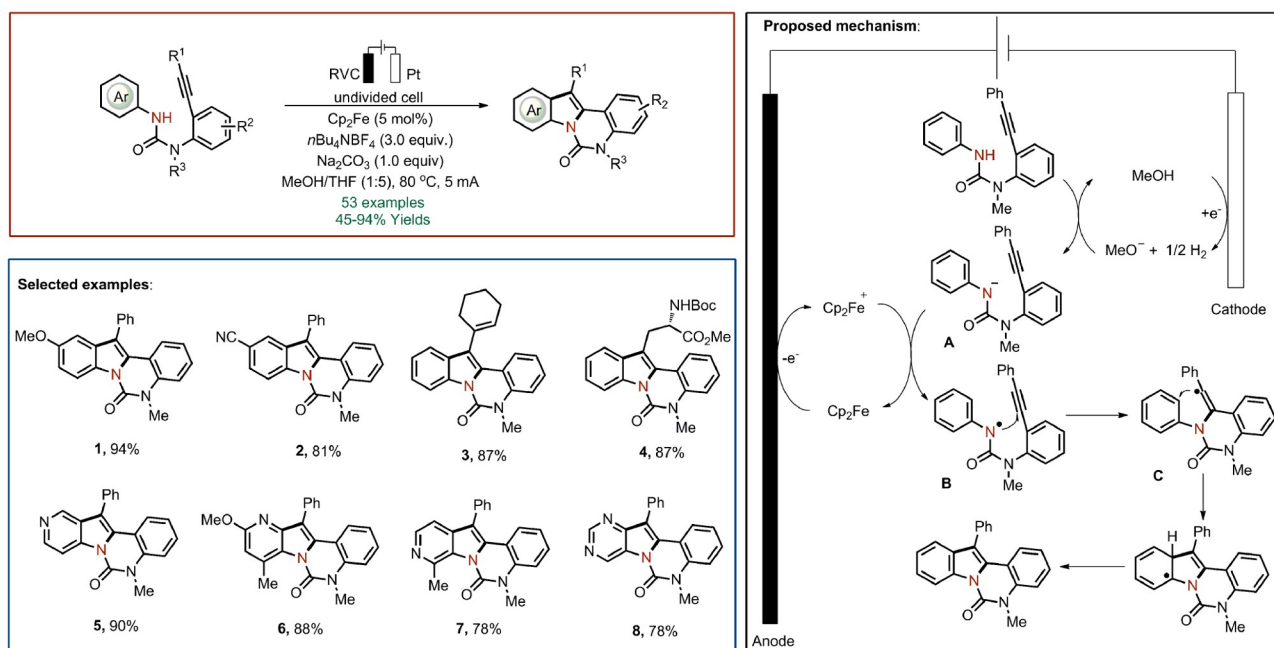 R1
Ar
NH
O
N
R3
R2
RVC
Pt
undivided cell
Cp2Fe (5 mol%)
nBu4NBF4 (3.0 equiv.)
Na2CO3 (1.0 equiv)
MeOH/THF (1:5), 80 °C, 5 mA
53 examples
45-94% Yields
R1
Ar
R2
N
O
N
R3
Selected examples:
Ph
MeO
N
O
N
Me
1, 94%
Ph
NC
N
O
N
Me
2, 81%
N
O
N
Me
3, 87%
NHBoc
CO2Me
N
O
N
Me
4, 87%
Ph
N
N
O
N
Me
5, 90%
Ph
MeO
N
N
Me
O
N
Me
6, 88%
Ph
N
N
Me
O
N
Me
7, 78%
Ph
N
N
N
O
N
Me
8, 78%
Proposed mechanism:
Ph
NH
O
N
Me
MeOH
+e-
MeO− + 1/2 H2
Cathode
Ph
N−
O
N
Me
A
Cp2Fe+
-e-
Cp2Fe
Ph
N•
O
N
Me
B
Ph
N
O
N
Me
C
H
Ph
N
O
N
Me
Ph
N
O
N
Me
Anode